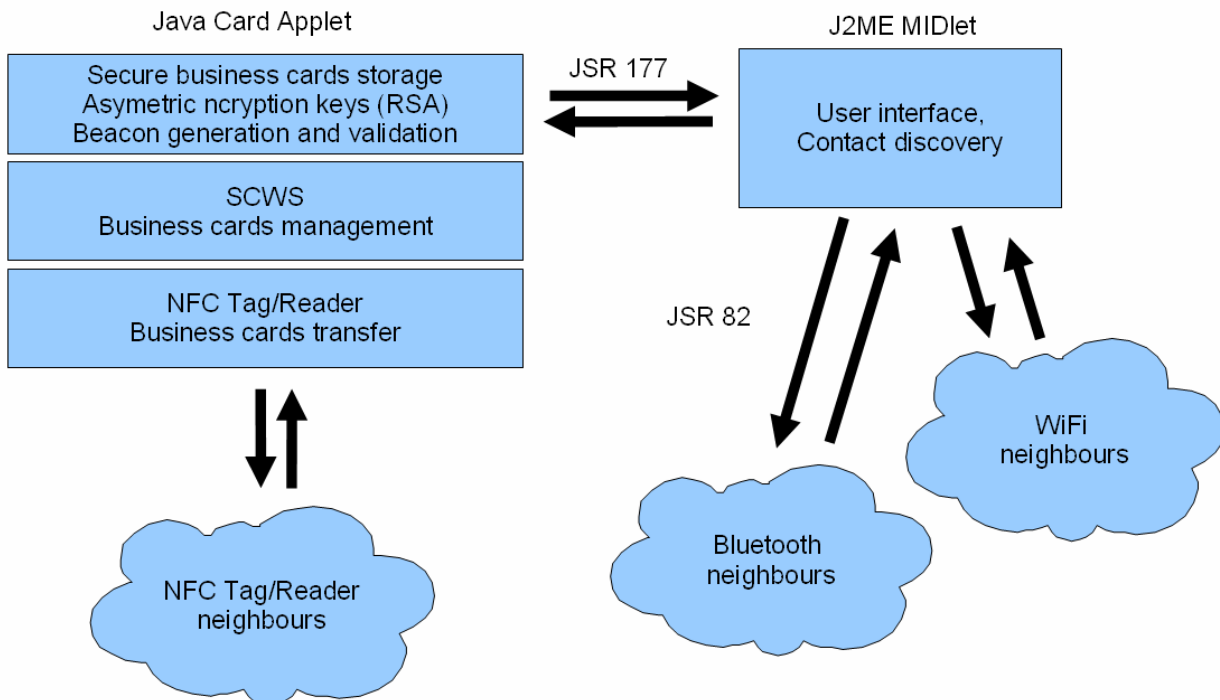 Java Card Applet
J2ME MIDlet
Secure business cards storage
Asymetric ncryption keys (RSA)
Beacon generation and validation
JSR 177
User interface,
Contact discovery
SCWS
Business cards management
NFC Tag/Reader
Business cards transfer
JSR 82
WiFi
neighbours
Bluetooth
neighbours
NFC Tag/Reader
neighbours